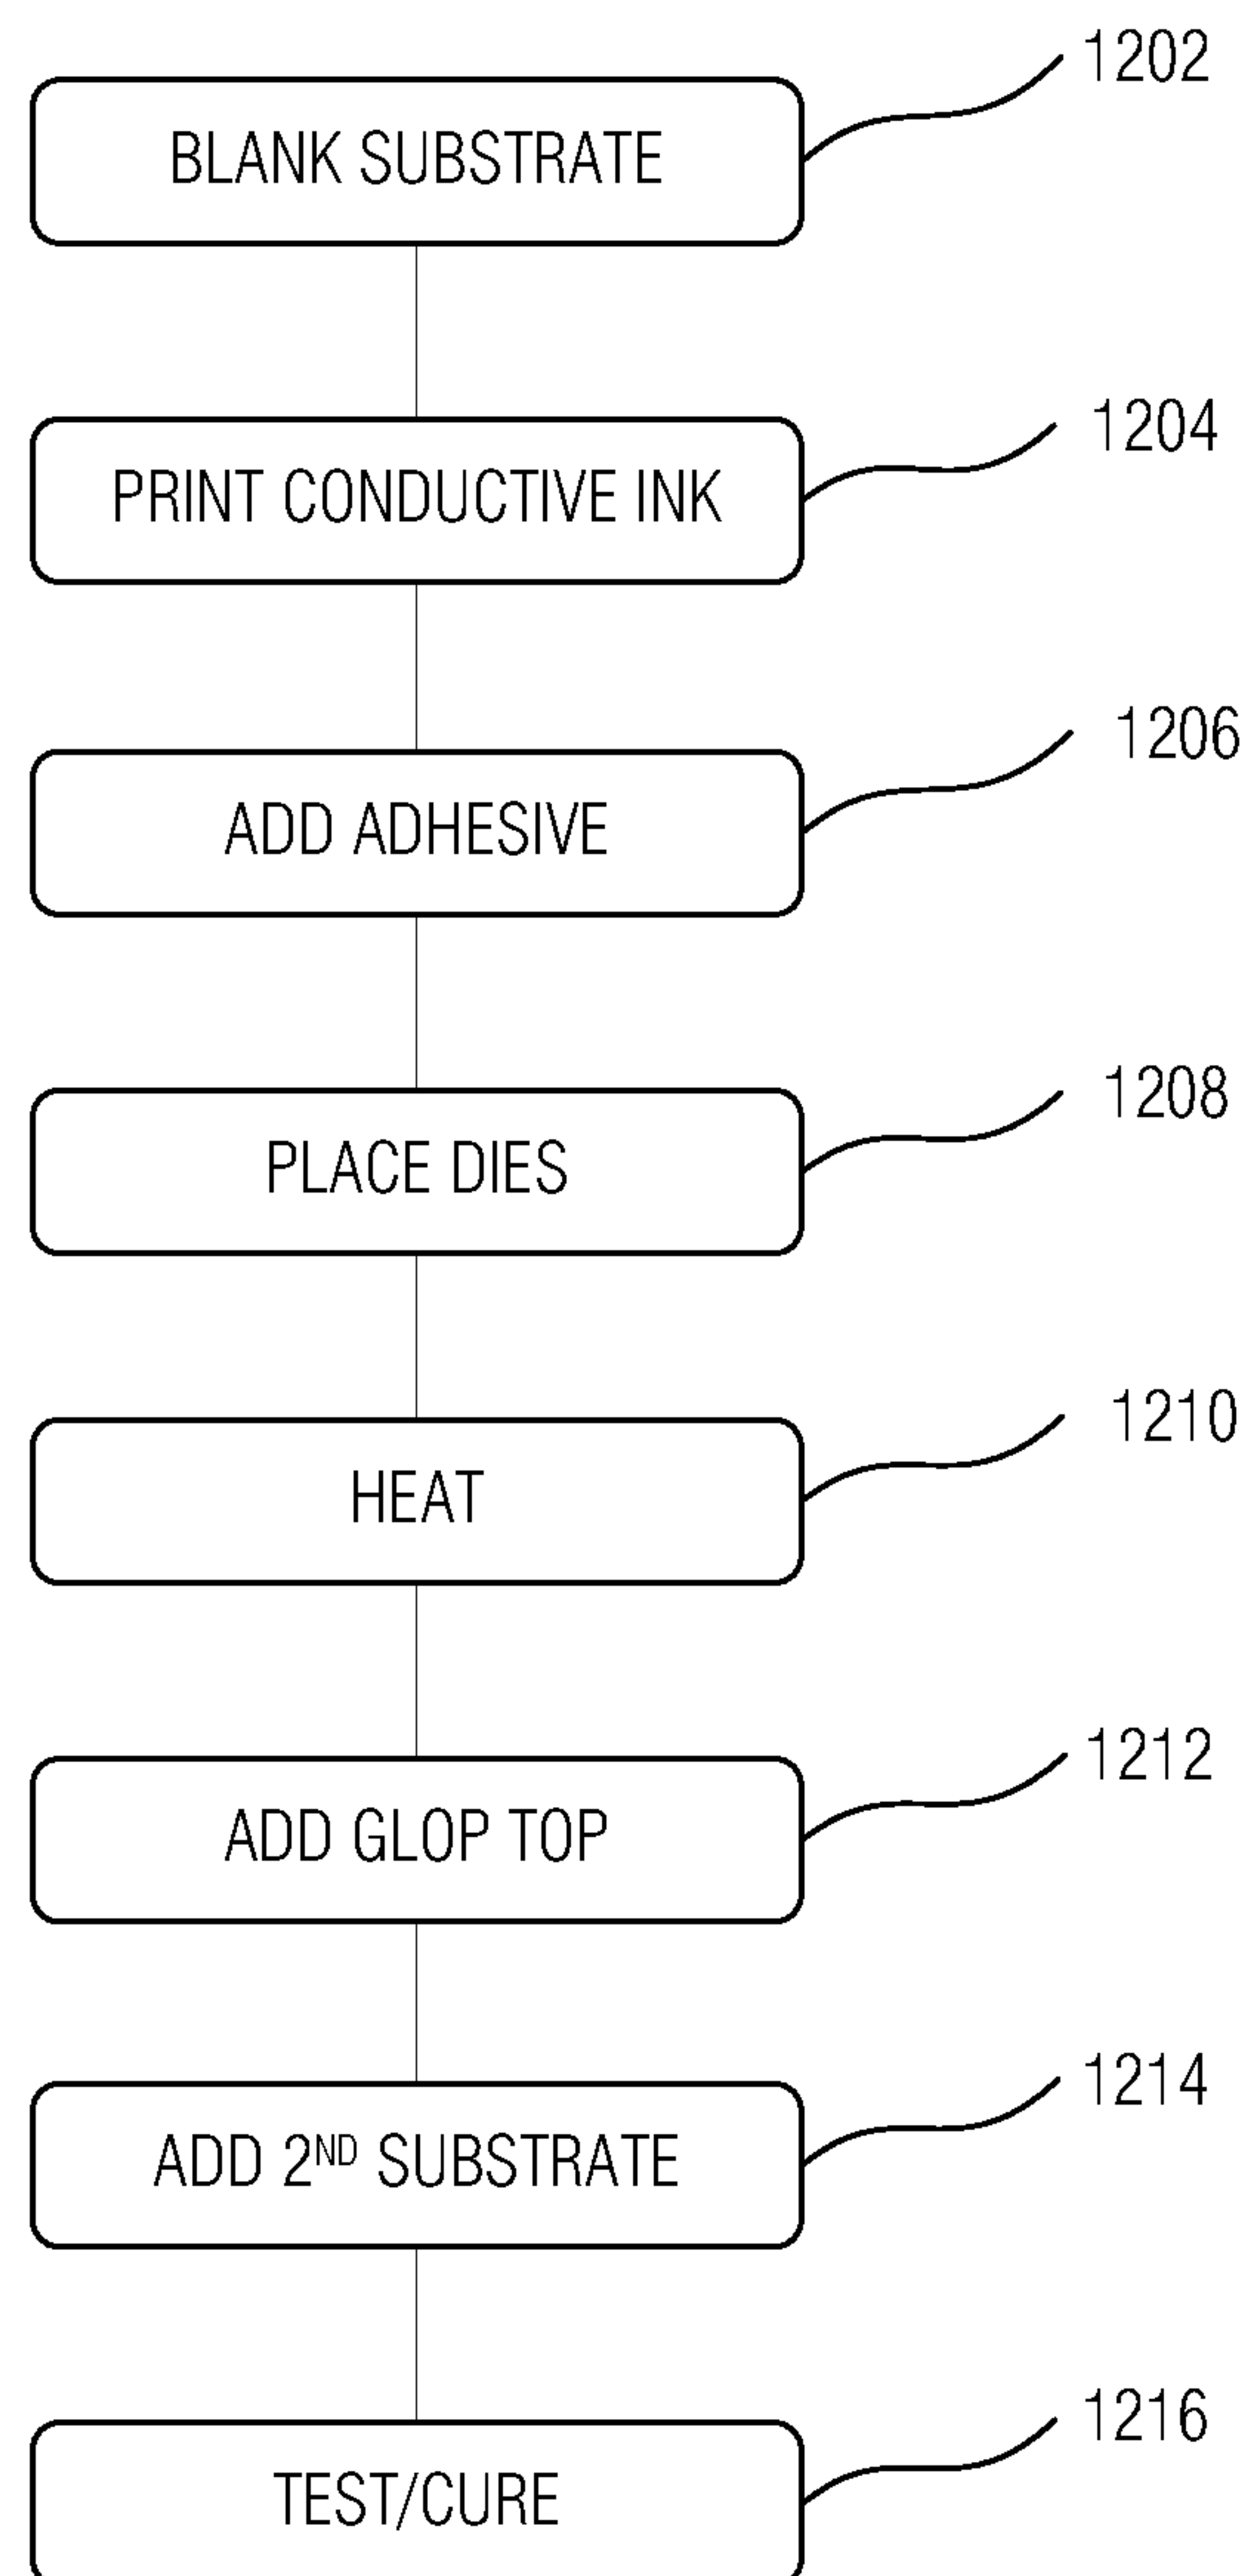 1202
BLANK SUBSTRATE
1204
PRINT CONDUCTIVE INK
1206
ADD ADHESIVE
1208
PLACE DIES
1210
HEAT
1212
ADD GLOP TOP
1214
ADD 2ND SUBSTRATE
1216
TEST/CURE